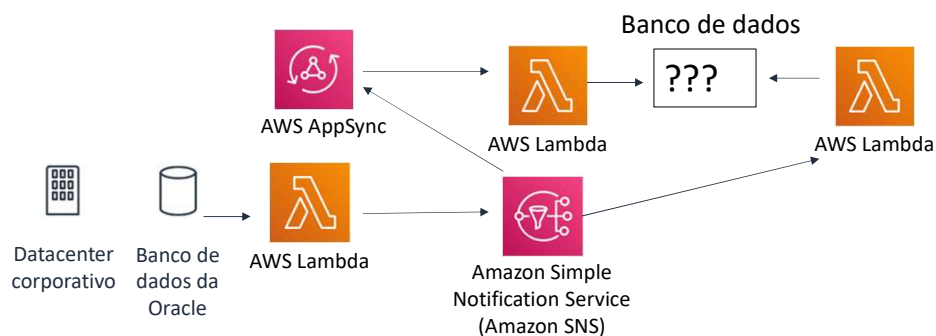 Banco de dados
???
AWS AppSync
AWS Lambda
AWS Lambda
Datacenter
corporativo
Banco de
dados da
Oracle
AWS Lambda
Amazon Simple
Notification Service
(Amazon SNS)